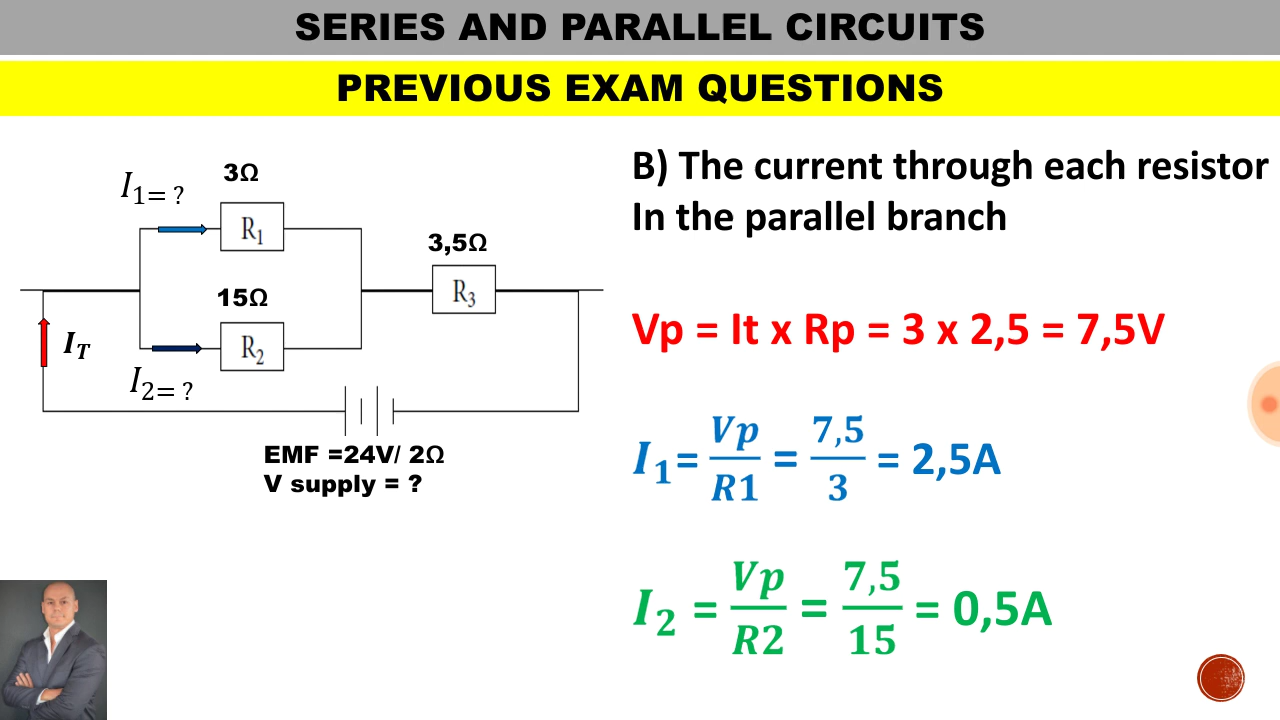 SERIES AND PARALLEL CIRCUITS
PREVIOUS EXAM QUESTIONS
3Ω
I₁₌ ?
R₁
3,5Ω
R₃
15Ω
R₂
I_T
I₂₌ ?
EMF =24V/ 2Ω
V supply = ?
B) The current through each resistor
In the parallel branch
Vp = It x Rp = 3 x 2,5 = 7,5V
I₁= Vp/R1 = 7,5/3 = 2,5A
I₂ = Vp/R2 = 7,5/15 = 0,5A